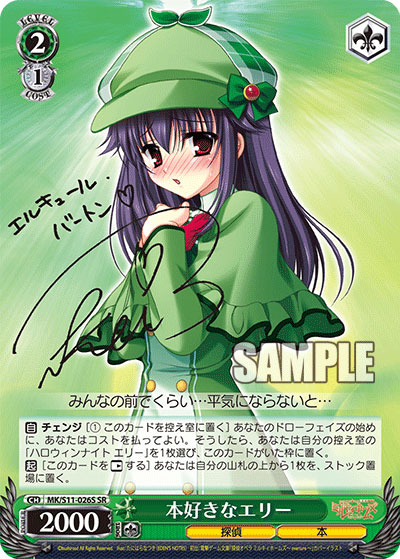 LEVEL
2
1
COST
エルキュール・
バートン♡
SAMPLE
みんなの前でくらい…平気にならないと…
自 チェンジ [① このカードを控え室に置く] あなたのドローフェイズの始めに、あなたはコストを払ってよい。そうしたら、あなたは自分の控え室の
「ハロウィンナイト エリー」を1枚選び、このカードがいた枠に置く。
起 [このカードを レスト する] あなたは自分の山札の上から1枚を、ストック置場に置く。
CH MK/S11-026S SR
本好きなエリー
2000
探偵
本